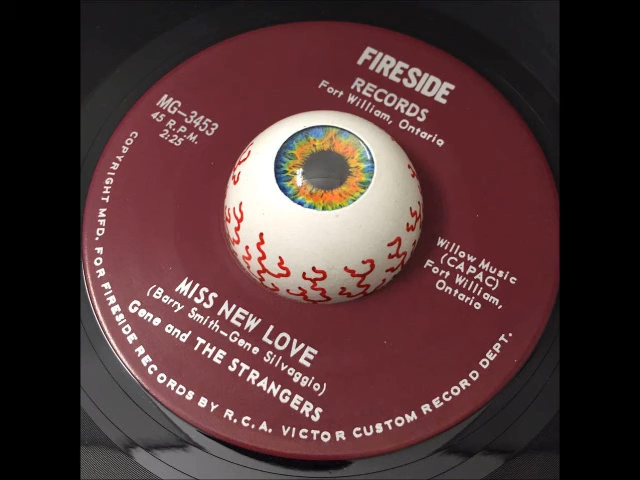 FIRESIDE
RECORDS
Fort William, Ontario
MG-3453
45 R.P.M.
2:25
Willow Music
(CAPAC)
Fort William,
Ontario
MISS NEW LOVE
(Barry Smith-Gene Silvaggio)
Gene and THE STRANGERS
COPYRIGHT MFD. FOR FIRESIDE RECORDS BY R.C.A. VICTOR CUSTOM RECORD DEPT.